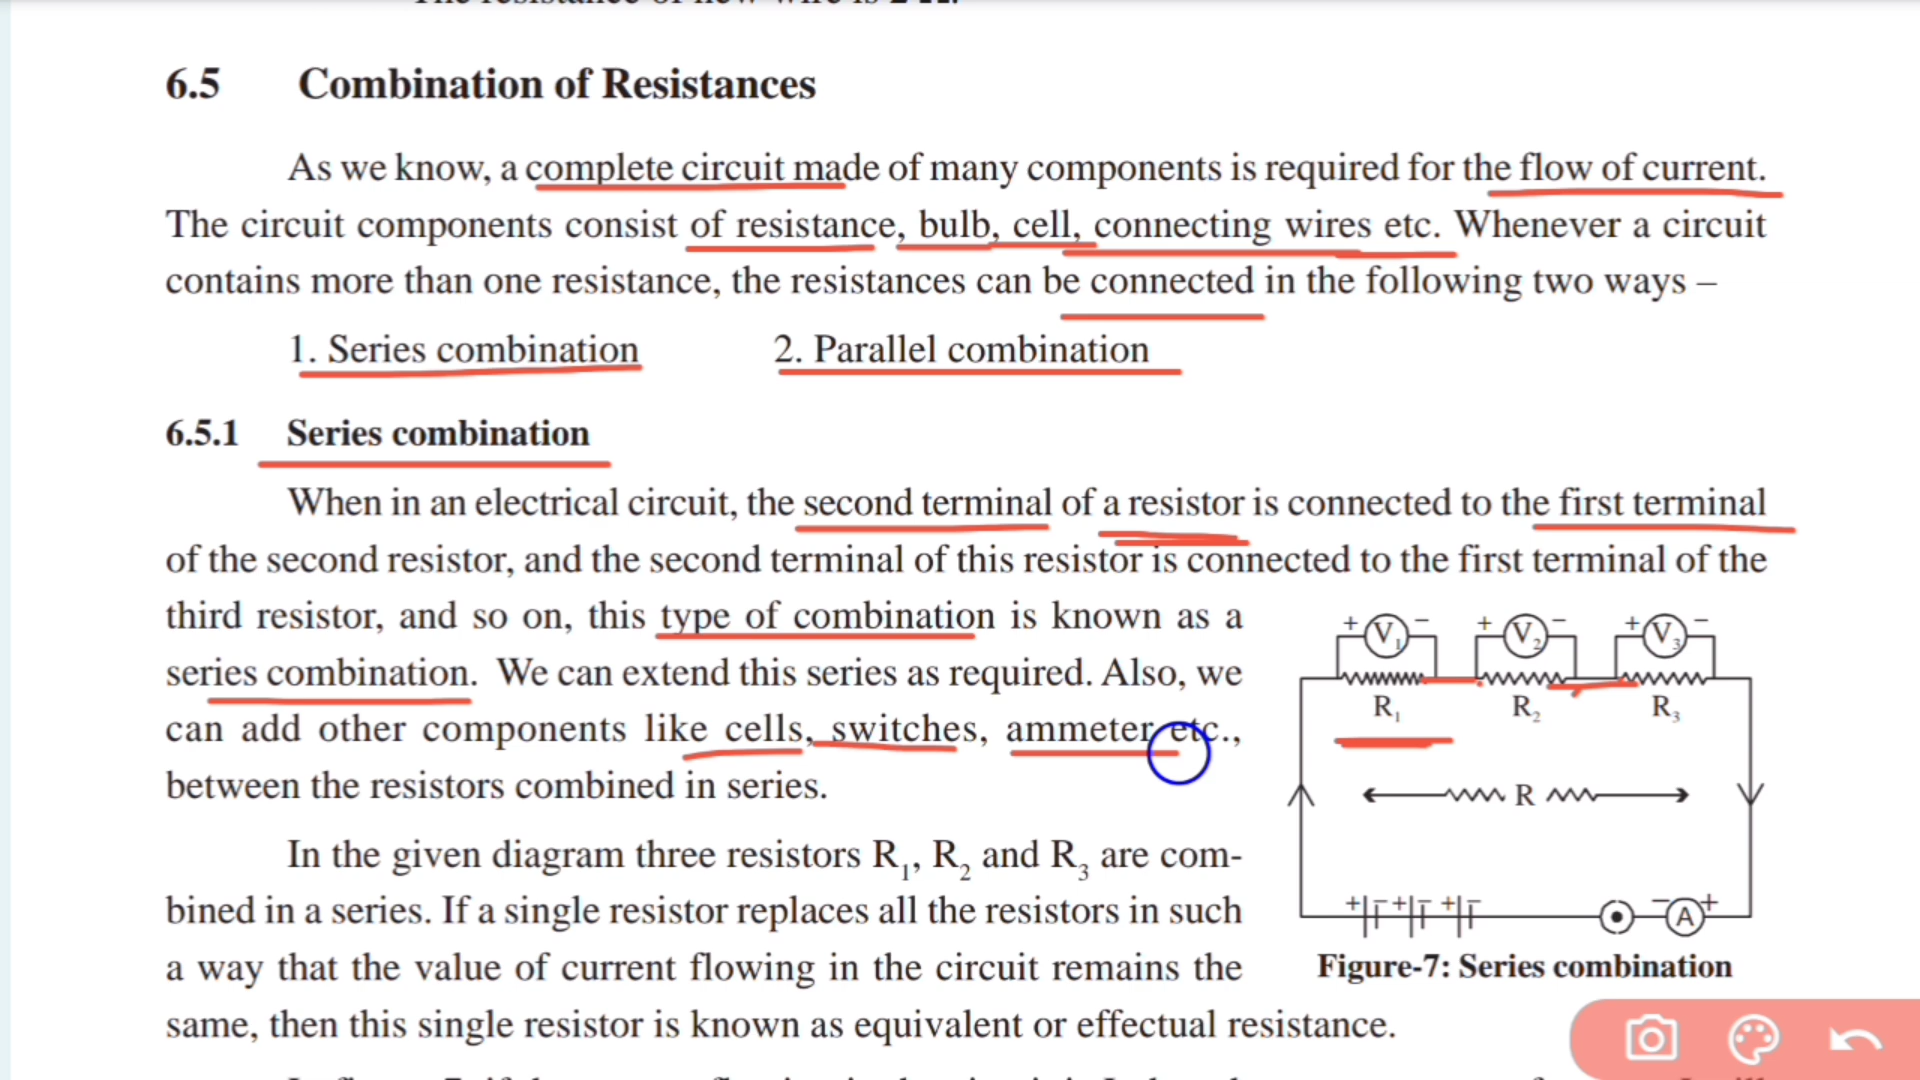 6.5 Combination of Resistances
As we know, a complete circuit made of many components is required for the flow of current.
The circuit components consist of resistance, bulb, cell, connecting wires etc. Whenever a circuit
contains more than one resistance, the resistances can be connected in the following two ways –
1. Series combination 2. Parallel combination
6.5.1 Series combination
When in an electrical circuit, the second terminal of a resistor is connected to the first terminal
of the second resistor, and the second terminal of this resistor is connected to the first terminal of the
third resistor, and so on, this type of combination is known as a
series combination. We can extend this series as required. Also, we
can add other components like cells, switches, ammeter etc.,
between the resistors combined in series.
In the given diagram three resistors R₁, R₂ and R₃ are com-
bined in a series. If a single resistor replaces all the resistors in such
a way that the value of current flowing in the circuit remains the
same, then this single resistor is known as equivalent or effectual resistance.
+ V₁ − + V₂ − + V₃ −
R₁ R₂ R₃
R
+ + + − A +
Figure-7: Series combination